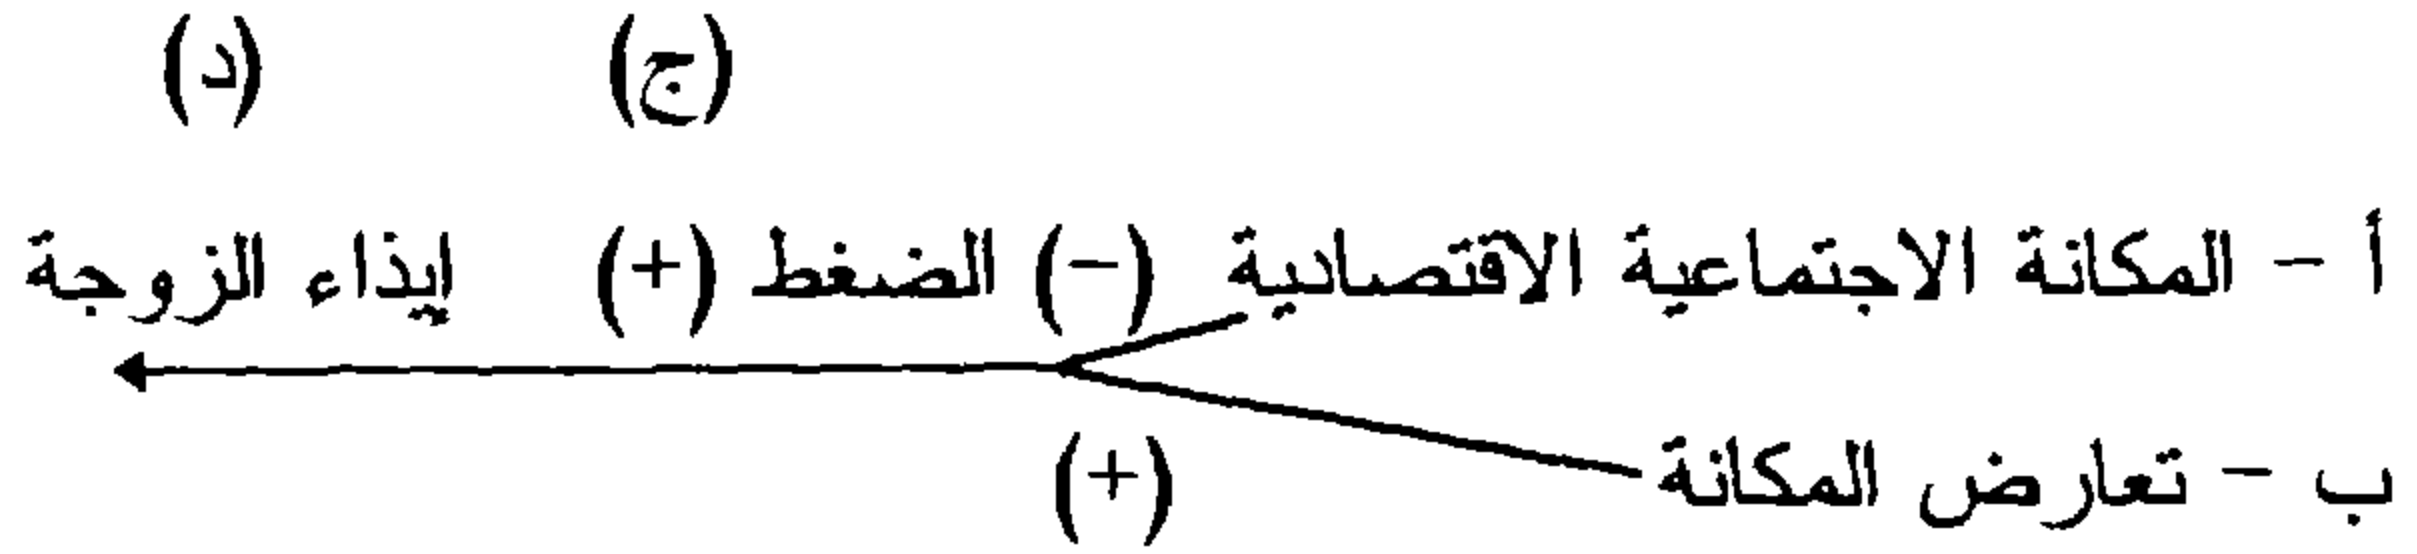 (ج) (د)
أ - المكانة الاجتماعية الاقتصادية (-) الضغط (+) إيذاء الزوجة
(+)
ب - تعارض المكانة